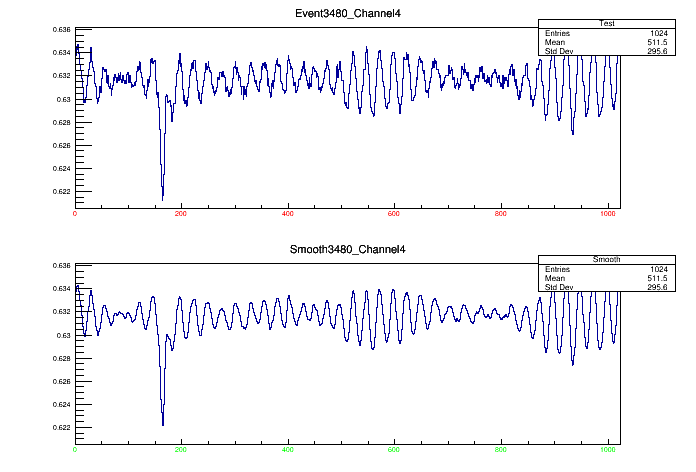 Event3480_Channel4
Test
Entries 1024
Mean 511.5
Std Dev 295.6
0.636
0.634
0.632
0.63
0.628
0.626
0.624
0.622
0 200 400 600 800 1000
Smooth3480_Channel4
Smooth
Entries 1024
Mean 511.5
Std Dev 295.6
0.636
0.634
0.632
0.63
0.628
0.626
0.624
0.622
0 200 400 600 800 1000